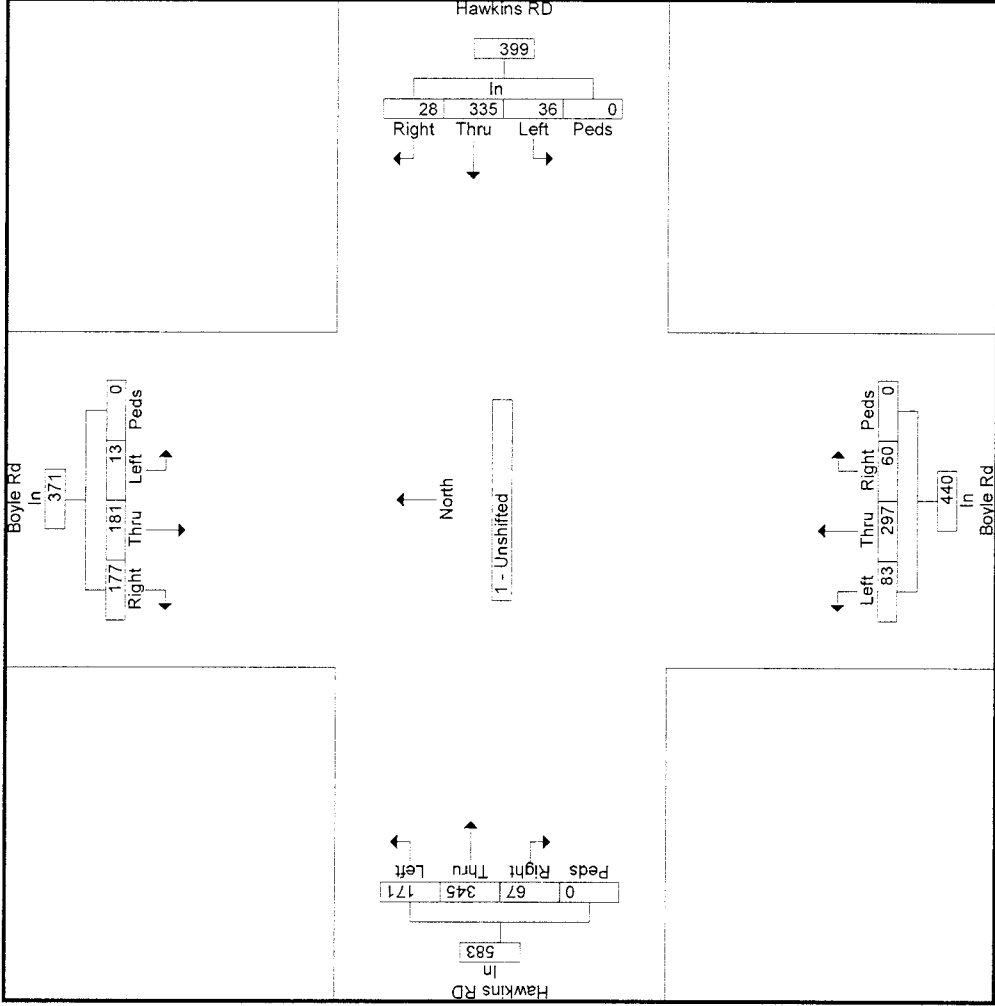 Hawkins RD
399
In
28 335 36 0
Right Thru Left Peds
Boyle Rd
In
371
177 181 13 0
Right Thru Left Peds
North
1 - Unshifted
Left Thru Right Peds
83 297 60 0
440
In
Boyle Rd
Left Thru Right Peds
171 345 67 0
583
In
Hawkins RD